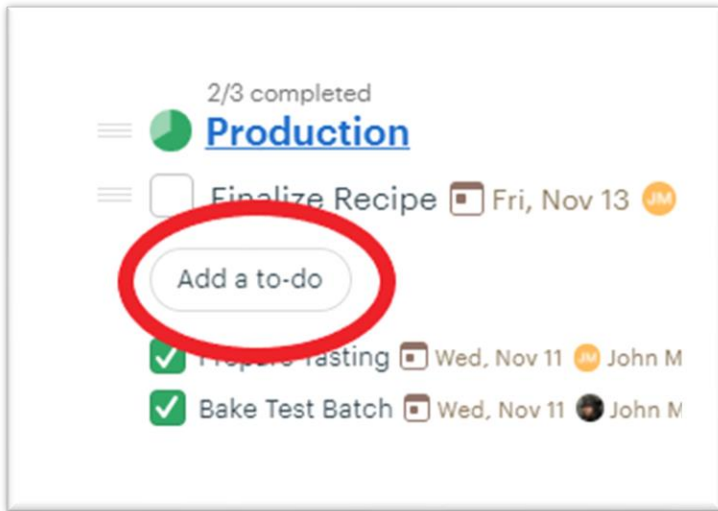 2/3 completed
Production
Finalize Recipe Fri, Nov 13 JM
Add a to-do
Prepare Tasting Wed, Nov 11 JM John M
Bake Test Batch Wed, Nov 11 John M